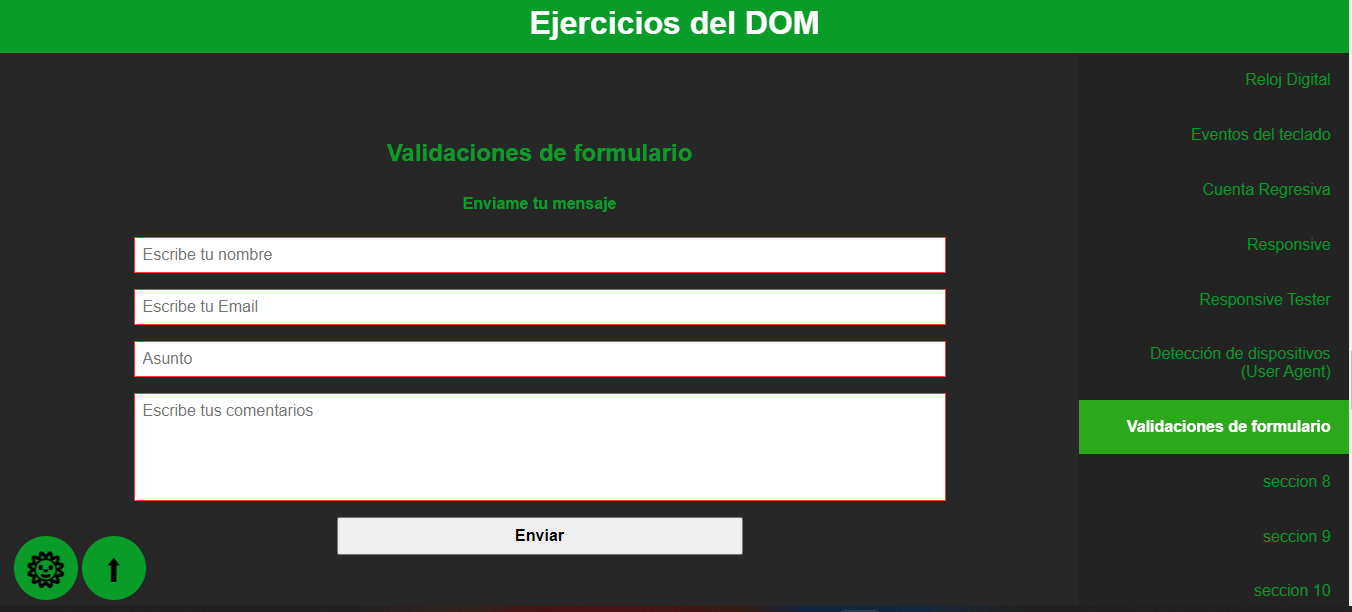 Ejercicios del DOM
Validaciones de formulario
Enviame tu mensaje
Escribe tu nombre
Escribe tu Email
Asunto
Escribe tus comentarios
Enviar
Reloj Digital
Eventos del teclado
Cuenta Regresiva
Responsive
Responsive Tester
Detección de dispositivos
(User Agent)
Validaciones de formulario
seccion 8
seccion 9
seccion 10